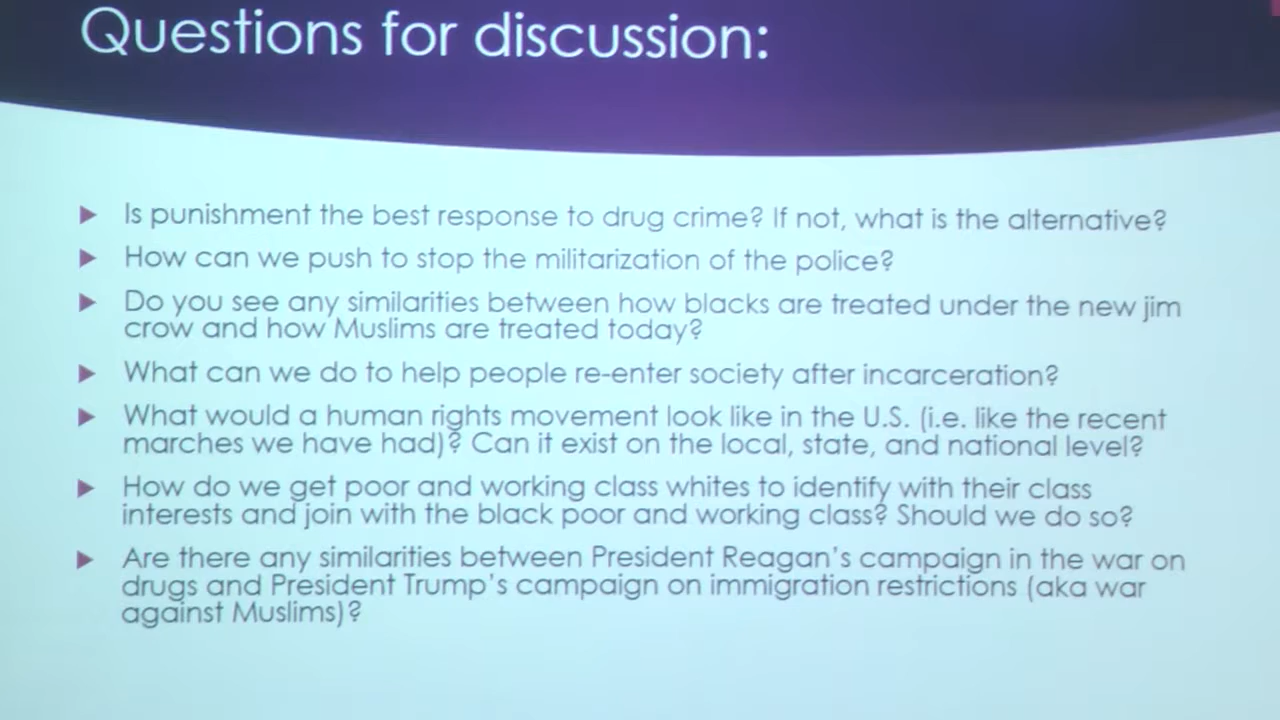 Questions for discussion:
Is punishment the best response to drug crime? If not, what is the alternative?
How can we push to stop the militarization of the police?
Do you see any similarities between how blacks are treated under the new jim
crow and how Muslims are treated today?
What can we do to help people re-enter society after incarceration?
What would a human rights movement look like in the U.S. (i.e. like the recent
marches we have had)? Can it exist on the local, state, and national level?
How do we get poor and working class whites to identify with their class
interests and join with the black poor and working class? Should we do so?
Are there any similarities between President Reagan's campaign in the war on
drugs and President Trump's campaign on immigration restrictions (aka war
against Muslims)?